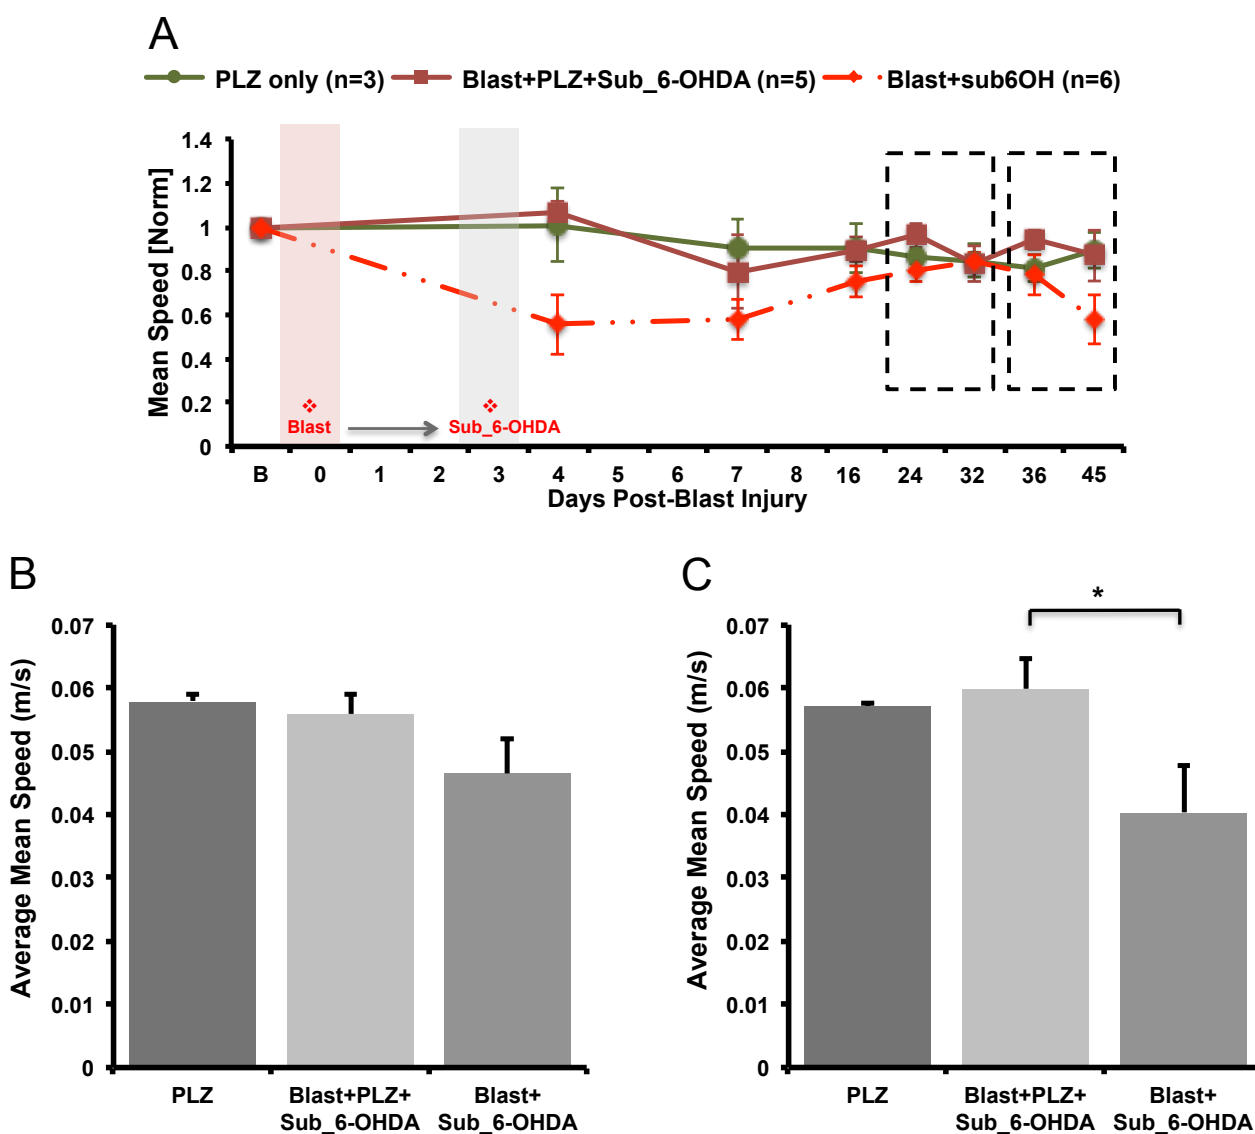 A
PLZ only (n=3) Blast+PLZ+Sub_6-OHDA (n=5) Blast+sub6OH (n=6)
Mean Speed [Norm]
1.4
1.2
1
0.8
0.6
0.4
0.2
0
Blast
Sub_6-OHDA
B 0 1 2 3 4 5 6 7 8 16 24 32 36 45
Days Post-Blast Injury
B
Average Mean Speed (m/s)
0.07
0.06
0.05
0.04
0.03
0.02
0.01
0
PLZ
Blast+PLZ+
Sub_6-OHDA
Blast+
Sub_6-OHDA
C
*
Average Mean Speed (m/s)
0.07
0.06
0.05
0.04
0.03
0.02
0.01
0
PLZ
Blast+PLZ+
Sub_6-OHDA
Blast+
Sub_6-OHDA